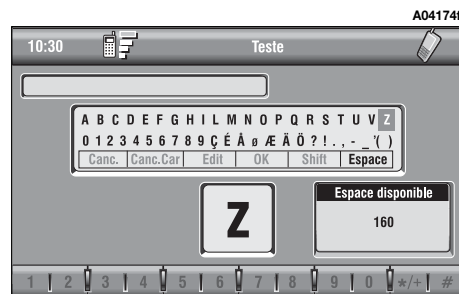 A04174f
10:30 Teste
A B C D E F G H I L M N O P Q R S T U V Z
0 1 2 3 4 5 6 7 8 9 Ç É Å ø Æ Ä Ö ? ! . , - _ '( )
Canc. Canc.Car Edit OK Shift Espace
Z
Espace disponible
160
1 2 3 4 5 6 7 8 9 0 */+ #